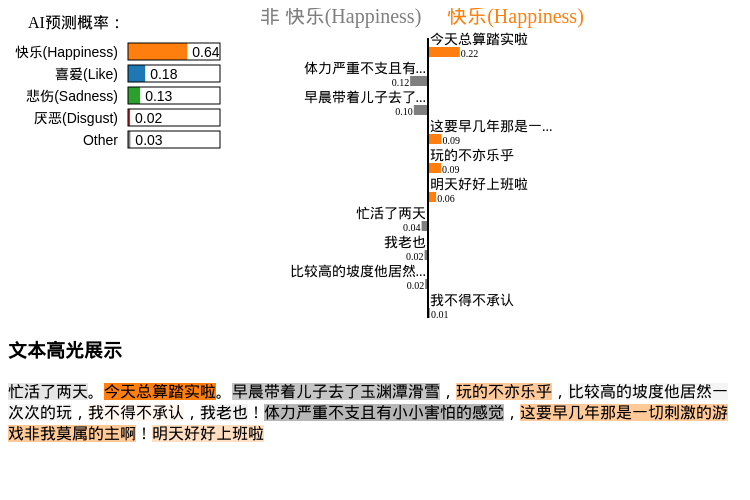 AI预测概率：
快乐(Happiness) 0.64
喜爱(Like) 0.18
悲伤(Sadness) 0.13
厌恶(Disgust) 0.02
Other 0.03
非 快乐(Happiness) 快乐(Happiness)
今天总算踏实啦
0.22
体力严重不支且有...
0.12
早晨带着儿子去了...
0.10
这要早几年那是一...
0.09
玩的不亦乐乎
0.09
明天好好上班啦
0.06
忙活了两天
0.04
我老也
0.02
比较高的坡度他居然...
0.02
我不得不承认
0.01
文本高光展示
忙活了两天。今天总算踏实啦。早晨带着儿子去了玉渊潭滑雪，玩的不亦乐乎，比较高的坡度他居然一
次次的玩，我不得不承认，我老也！体力严重不支且有小小害怕的感觉，这要早几年那是一切刺激的游
戏非我莫属的主啊！明天好好上班啦